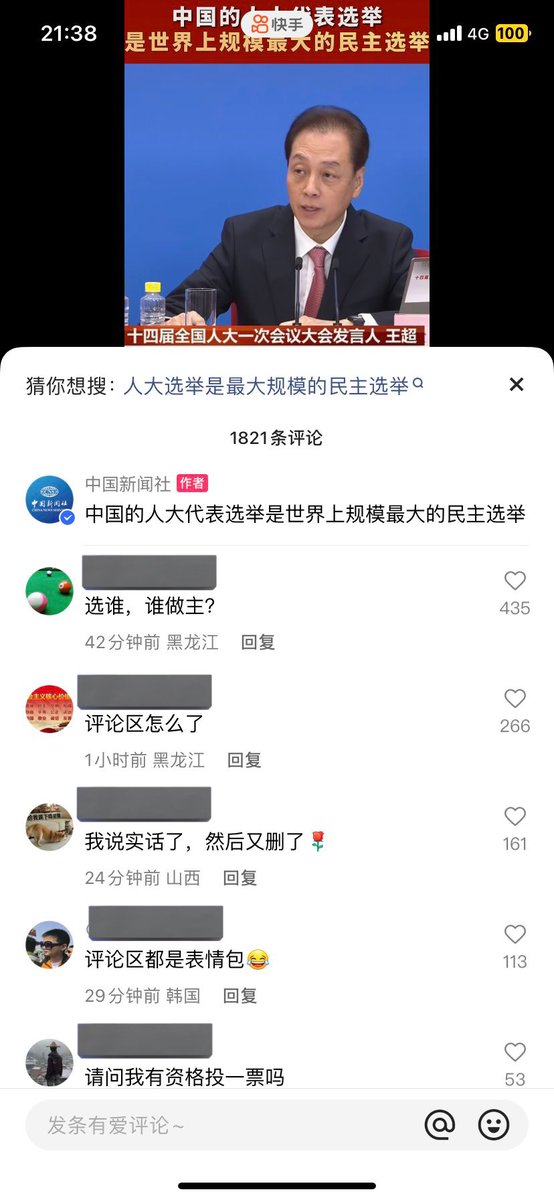 21:38
4G
100
中国的人大代表选举
快手
是世界上规模最大的民主选举
十四届全国人大一次会议大会发言人 王超
猜你想搜：人大选举是最大规模的民主选举
1821条评论
中国新闻社 作者
中国的人大代表选举是世界上规模最大的民主选举
选谁，谁做主？
435
42分钟前 黑龙江 回复
评论区怎么了
266
1小时前 黑龙江 回复
我说实话了，然后又删了🌹
161
24分钟前 山西 回复
评论区都是表情包😂
113
29分钟前 韩国 回复
请问我有资格投一票吗
53
发条有爱评论~